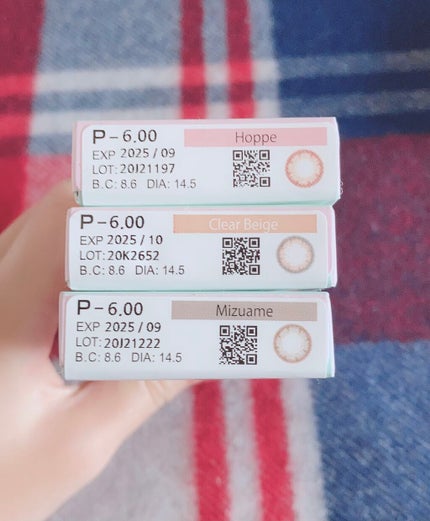 P-6.00 Hoppe
EXP 2025/09
LOT: 20J21197
B.C: 8.6 DIA: 14.5
P-6.00 Clear Beige
EXP 2025/10
LOT: 20K2652
B.C: 8.6 DIA: 14.5
P-6.00 Mizuame
EXP 2025/09
LOT: 20J21222
B.C: 8.6 DIA: 14.5